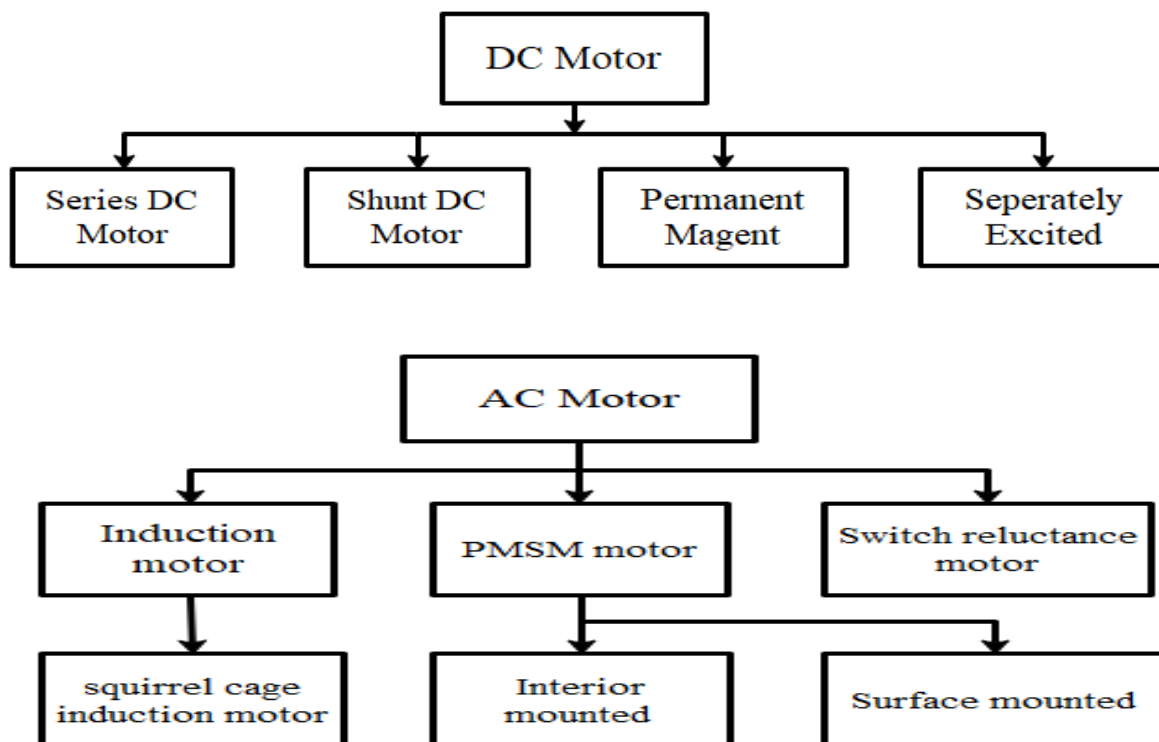 DC Motor
Series DC
Motor
Shunt DC
Motor
Permanent
Magent
Seperately
Excited
AC Motor
Induction
motor
PMSM motor
Switch reluctance
motor
squirrel cage
induction motor
Interior
mounted
Surface mounted